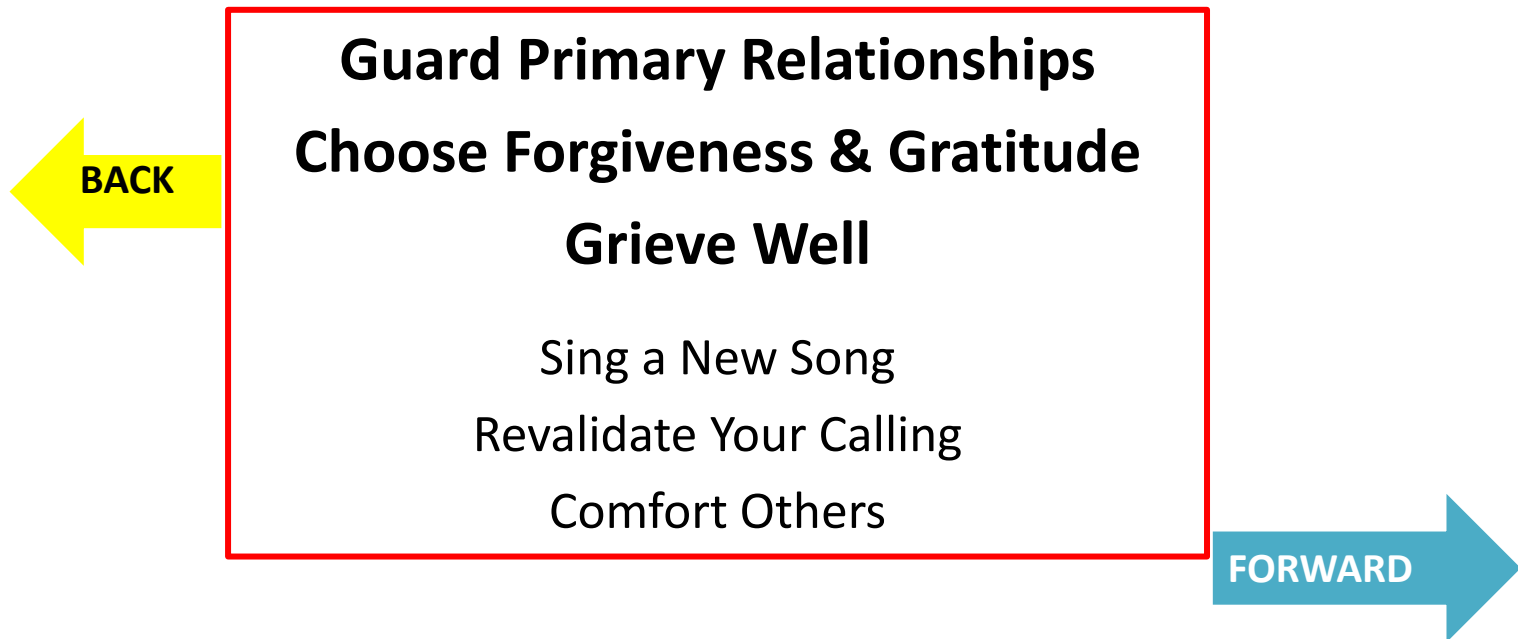 Guard Primary Relationships
Choose Forgiveness & Gratitude
BACK
Grieve Well
Sing a New Song
Revalidate Your Calling
Comfort Others
FORWARD